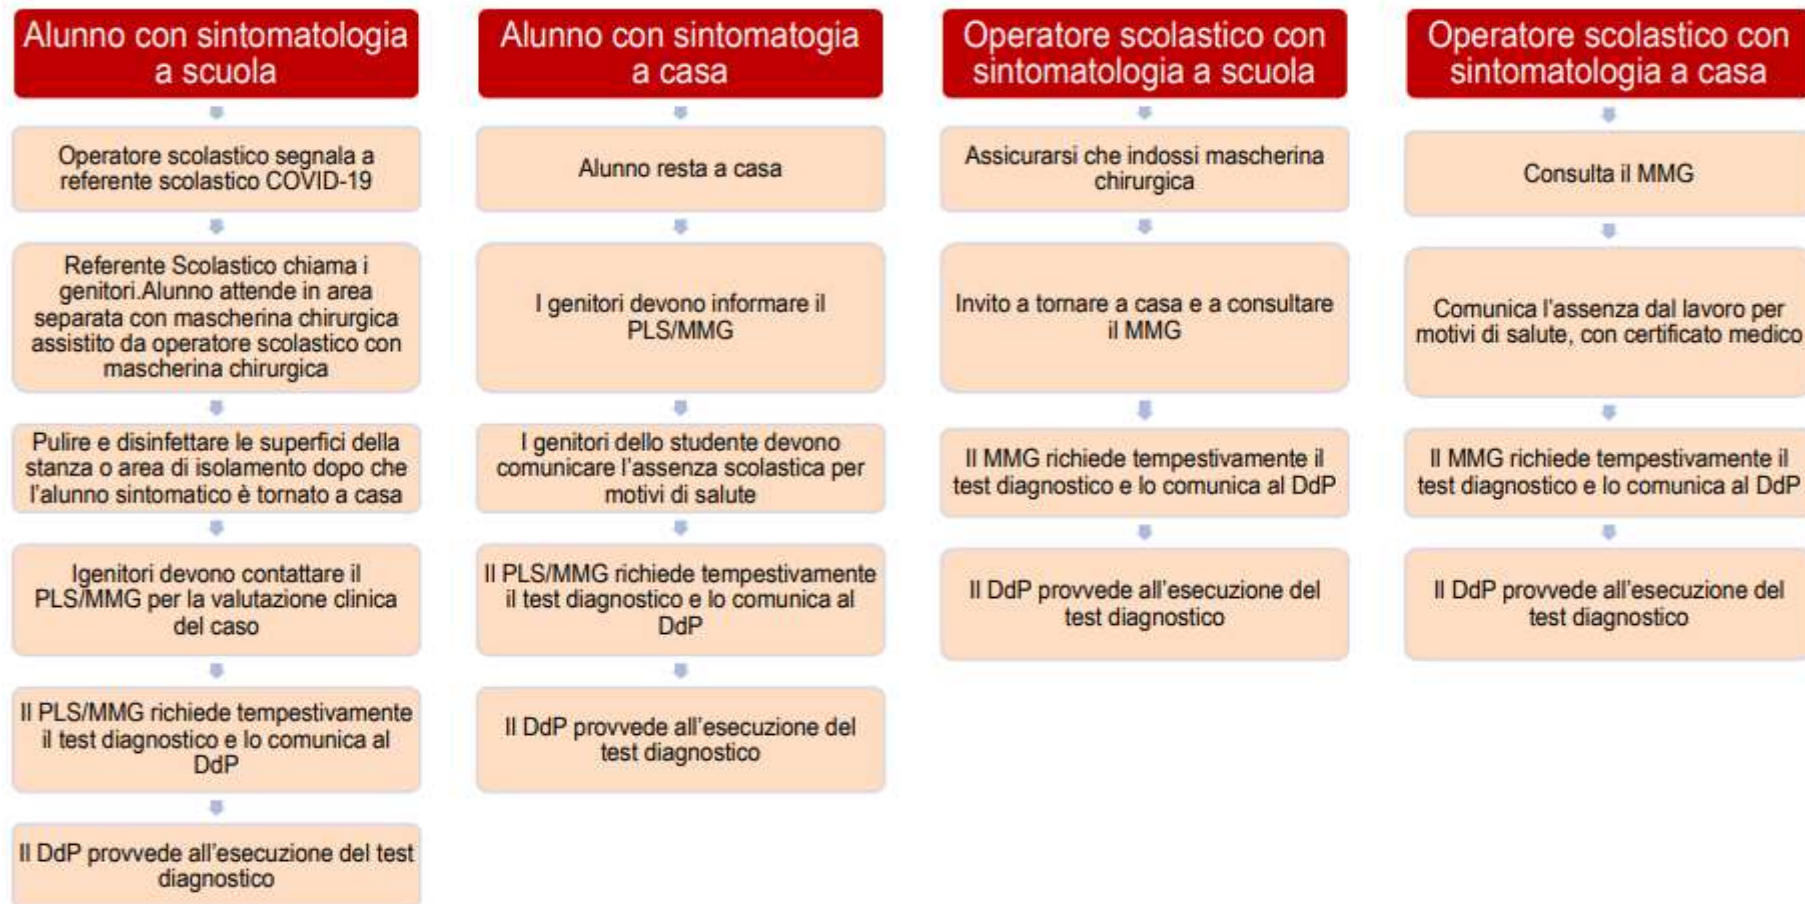 Alunno con sintomatologia
a scuola
Operatore scolastico segnala a
referente scolastico COVID-19
Referente Scolastico chiama i
genitori.Alunno attende in area
separata con mascherina chirurgica
assistito da operatore scolastico con
mascherina chirurgica
Pulire e disinfettare le superfici della
stanza o area di isolamento dopo che
l'alunno sintomatico è tornato a casa
Igenitori devono contattare il
PLS/MMG per la valutazione clinica
del caso
Il PLS/MMG richiede tempestivamente
il test diagnostico e lo comunica al
DdP
Il DdP provvede all'esecuzione del test
diagnostico
Alunno con sintomatogia
a casa
Alunno resta a casa
I genitori devono informare il
PLS/MMG
I genitori dello studente devono
comunicare l'assenza scolastica per
motivi di salute
Il PLS/MMG richiede tempestivamente
il test diagnostico e lo comunica al
DdP
Il DdP provvede all'esecuzione del
test diagnostico
Operatore scolastico con
sintomatologia a scuola
Assicurarsi che indossi mascherina
chirurgica
Invito a tornare a casa e a consultare
il MMG
Il MMG richiede tempestivamente il
test diagnostico e lo comunica al DdP
Il DdP provvede all'esecuzione del
test diagnostico
Operatore scolastico con
sintomatologia a casa
Consulta il MMG
Comunica l'assenza dal lavoro per
motivi di salute, con certificato medico
Il MMG richiede tempestivamente il
test diagnostico e lo comunica al DdP
Il DdP provvede all'esecuzione del
test diagnostico